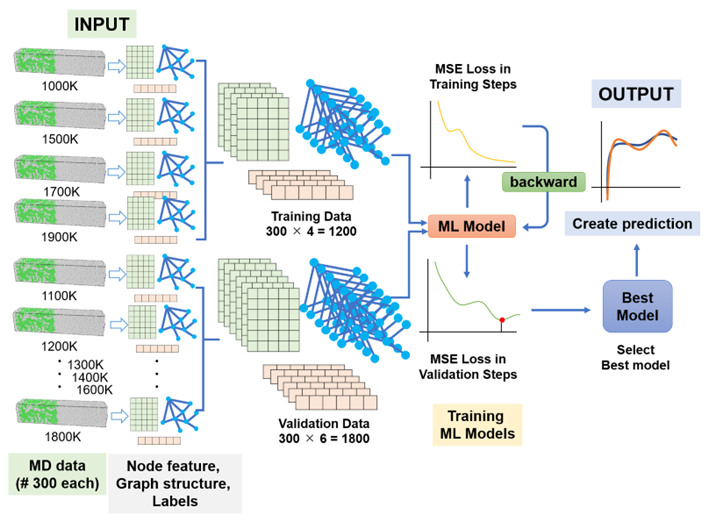 INPUT
1000K
1500K
1700K
1900K
1100K
1200K
1300K
1400K
1600K
1800K
MD data
(# 300 each)
Node feature,
Graph structure,
Labels
Training Data
300 × 4 = 1200
Validation Data
300 × 6 = 1800
MSE Loss in
Training Steps
backward
ML Model
MSE Loss in
Validation Steps
Training
ML Models
OUTPUT
Create prediction
Best
Model
Select
Best model